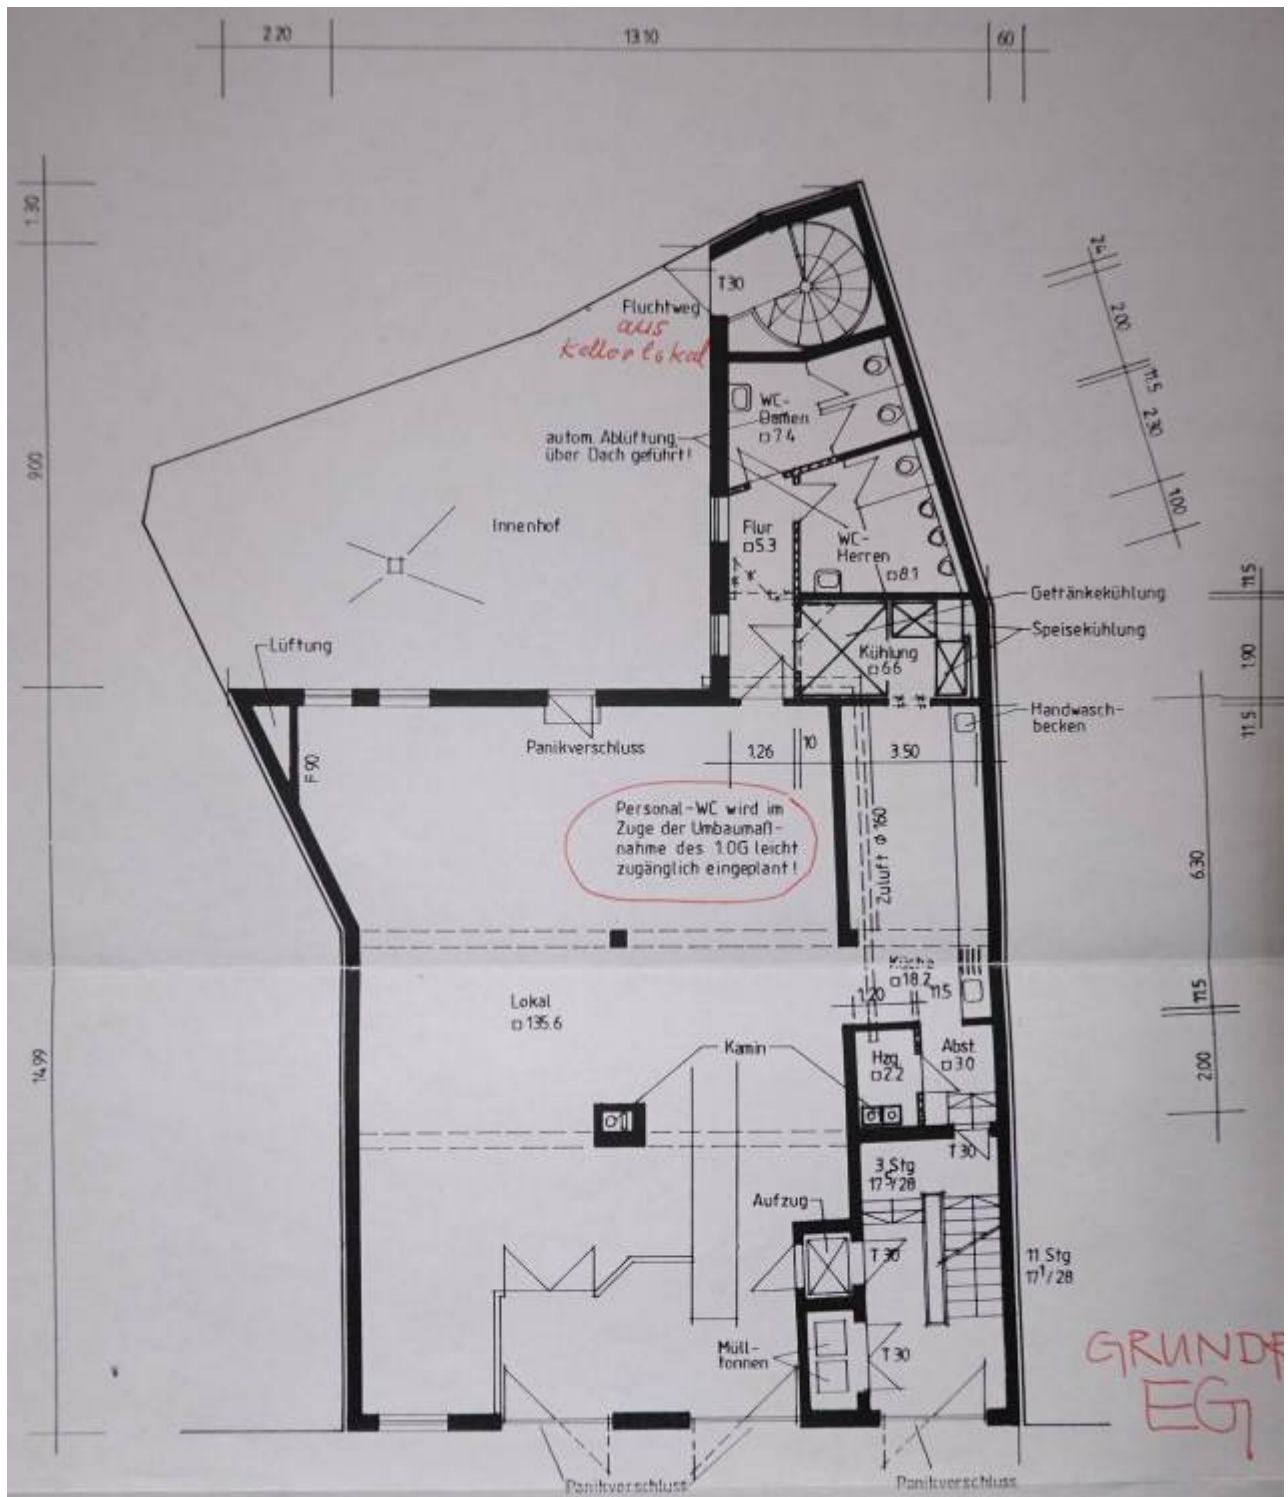 2.20
13.10
60
1.30
9.00
14.99
24
2.00
11.5
2.30
1.00
T30
Fluchtweg
aus
Kellerlokal
WC-
Damen
□7.4
autom. Ablüftung
über Dach geführt!
Innenhof
Flur
□5.3
WC-
Herren
□8.1
11.5
Getränkekühlung
1.90
Speisekühlung
Lüftung
Kühlung
□6.6
11.5
Handwasch-
becken
Panikverschluss
1.26
10
3.50
F90
Personal-WC wird im
Zuge der Umbaumaß-
nahme des 1.OG leicht
zugänglich eingeplant!
Zuluft ø 160
6.30
Küche
□18.2
Lokal
□135.6
1.20
11.5
11.5
Kamin
Hzg
□2.2
Abst.
□3.0
2.00
T30
3 Stg
17⁵/28
Aufzug
T30
11 Stg
17¹/28
Müll-
tonnen
T30
GRUNDR
EG
Panikverschluss
Panikverschluss